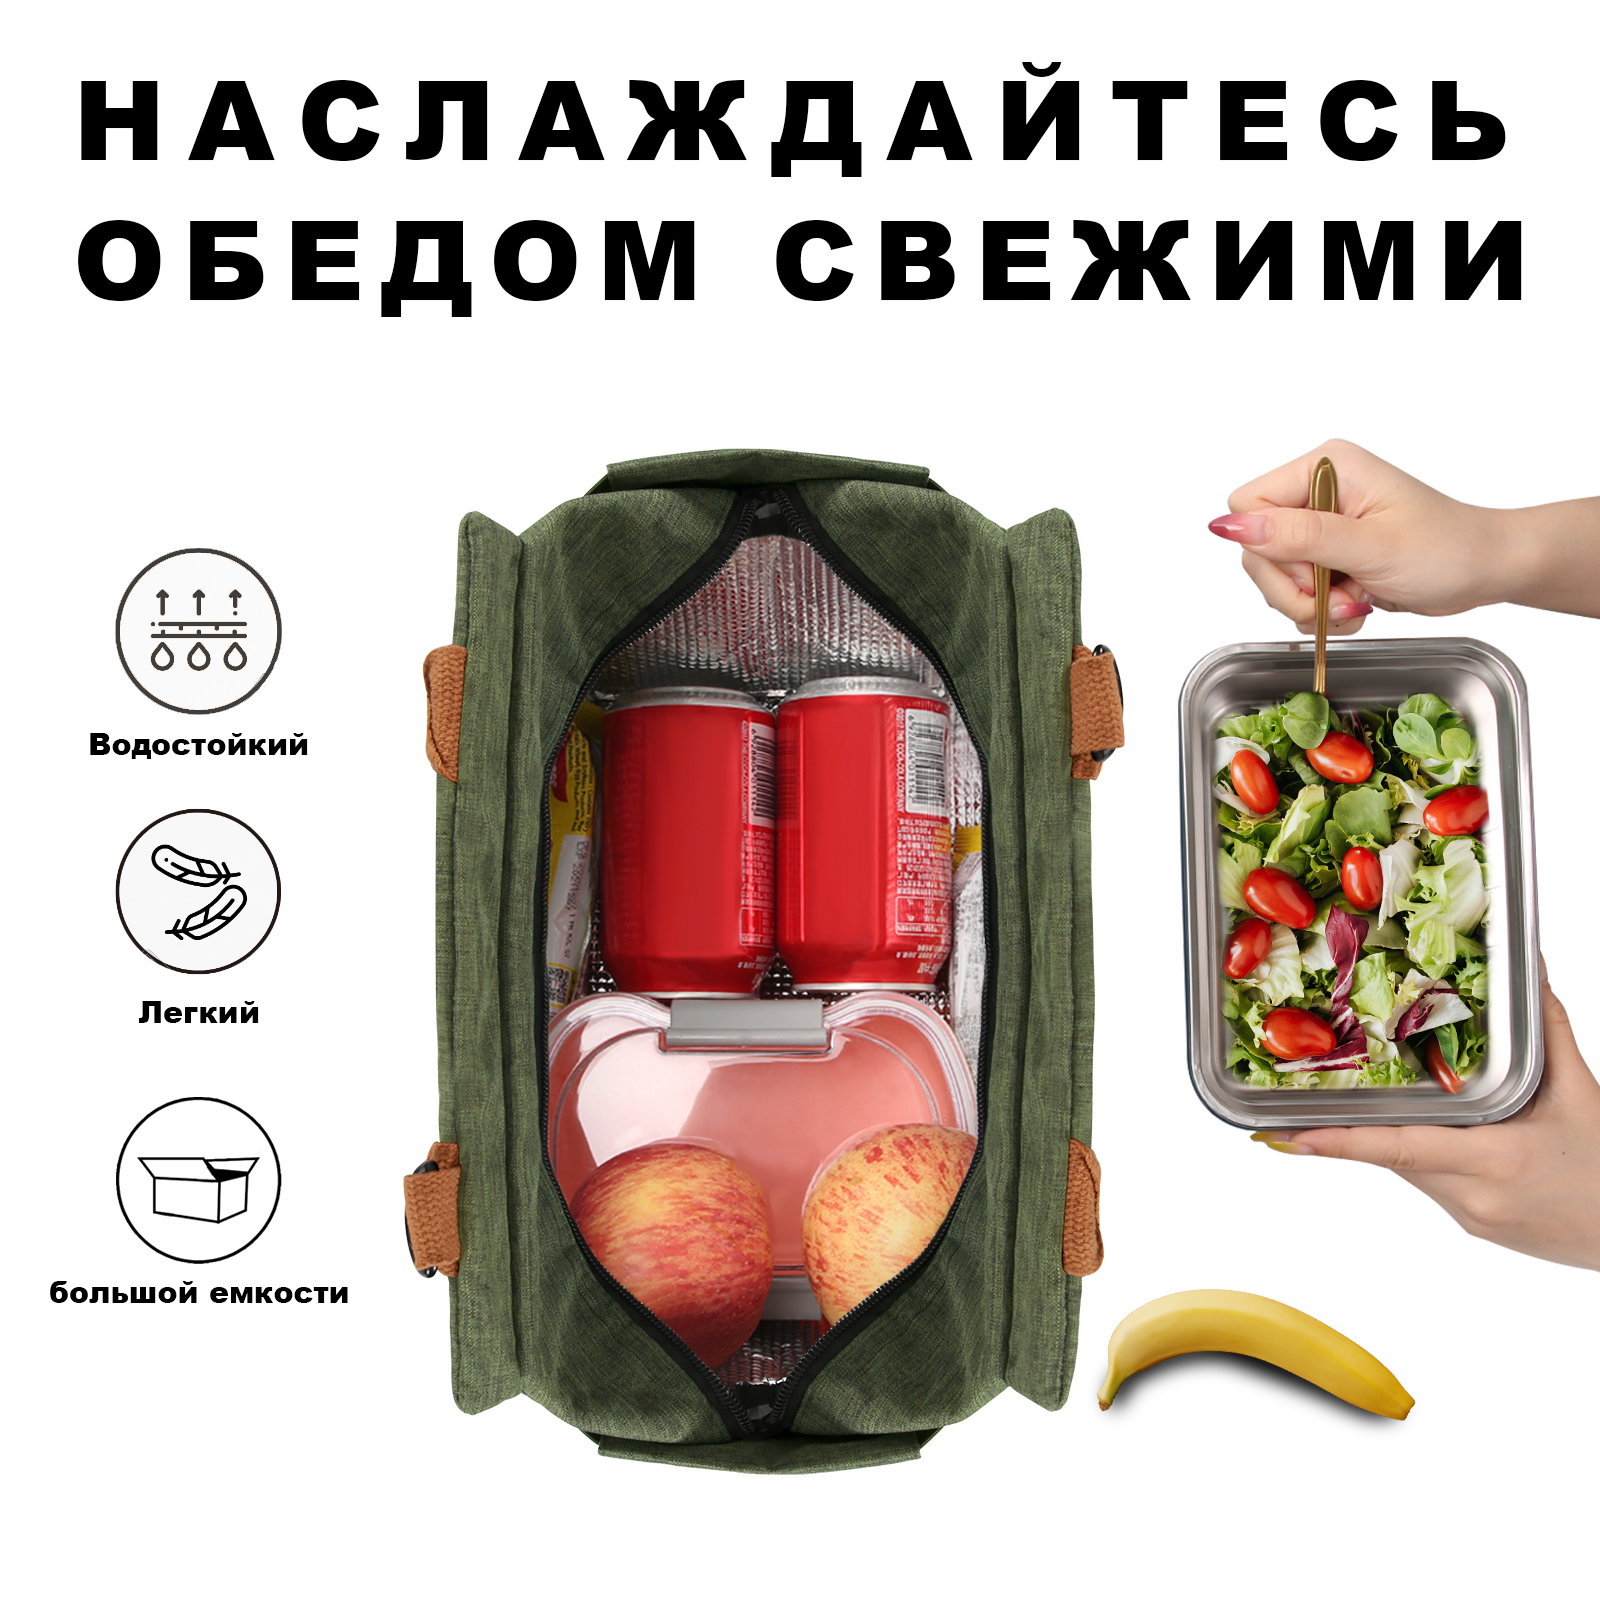 НАСЛАЖДАЙТЕСЬ
ОБЕДОМ СВЕЖИМИ
Водостойкий
Легкий
большой емкости